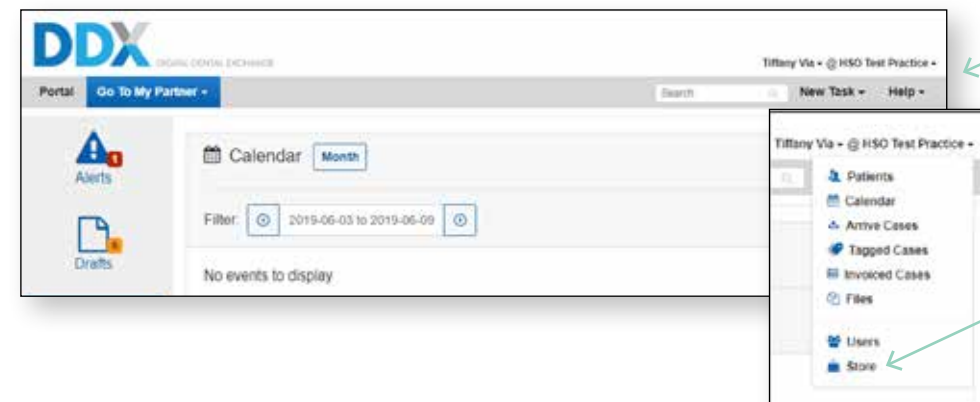 DDX DIGITAL DENTAL EXCHANGE
Tiffany Via @ HSO Test Practice
Portal Go To My Partner Search New Task Help
1
Alerts
Calendar Month
Filter: 2019-06-03 to 2019-06-09
Drafts
No events to display
Tiffany Via @ HSO Test Practice
Patients
Calendar
Arrive Cases
Tagged Cases
Invoiced Cases
Files
Users
Store